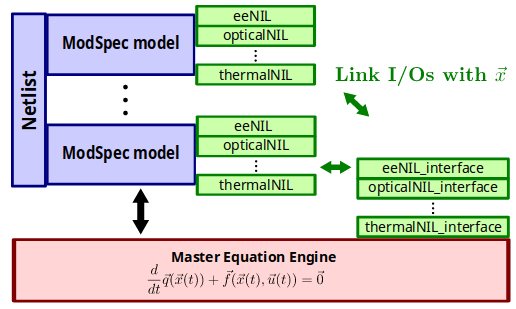 Netlist
ModSpec model
eeNIL
opticalNIL
thermalNIL
Link I/Os with $\vec{x}$
ModSpec model
eeNIL
opticalNIL
thermalNIL
eeNIL_interface
opticalNIL_interface
thermalNIL_interface
Master Equation Engine
$\frac{d}{dt}\vec{q}(\vec{x}(t)) + \vec{f}(\vec{x}(t), \vec{u}(t)) = \vec{0}$